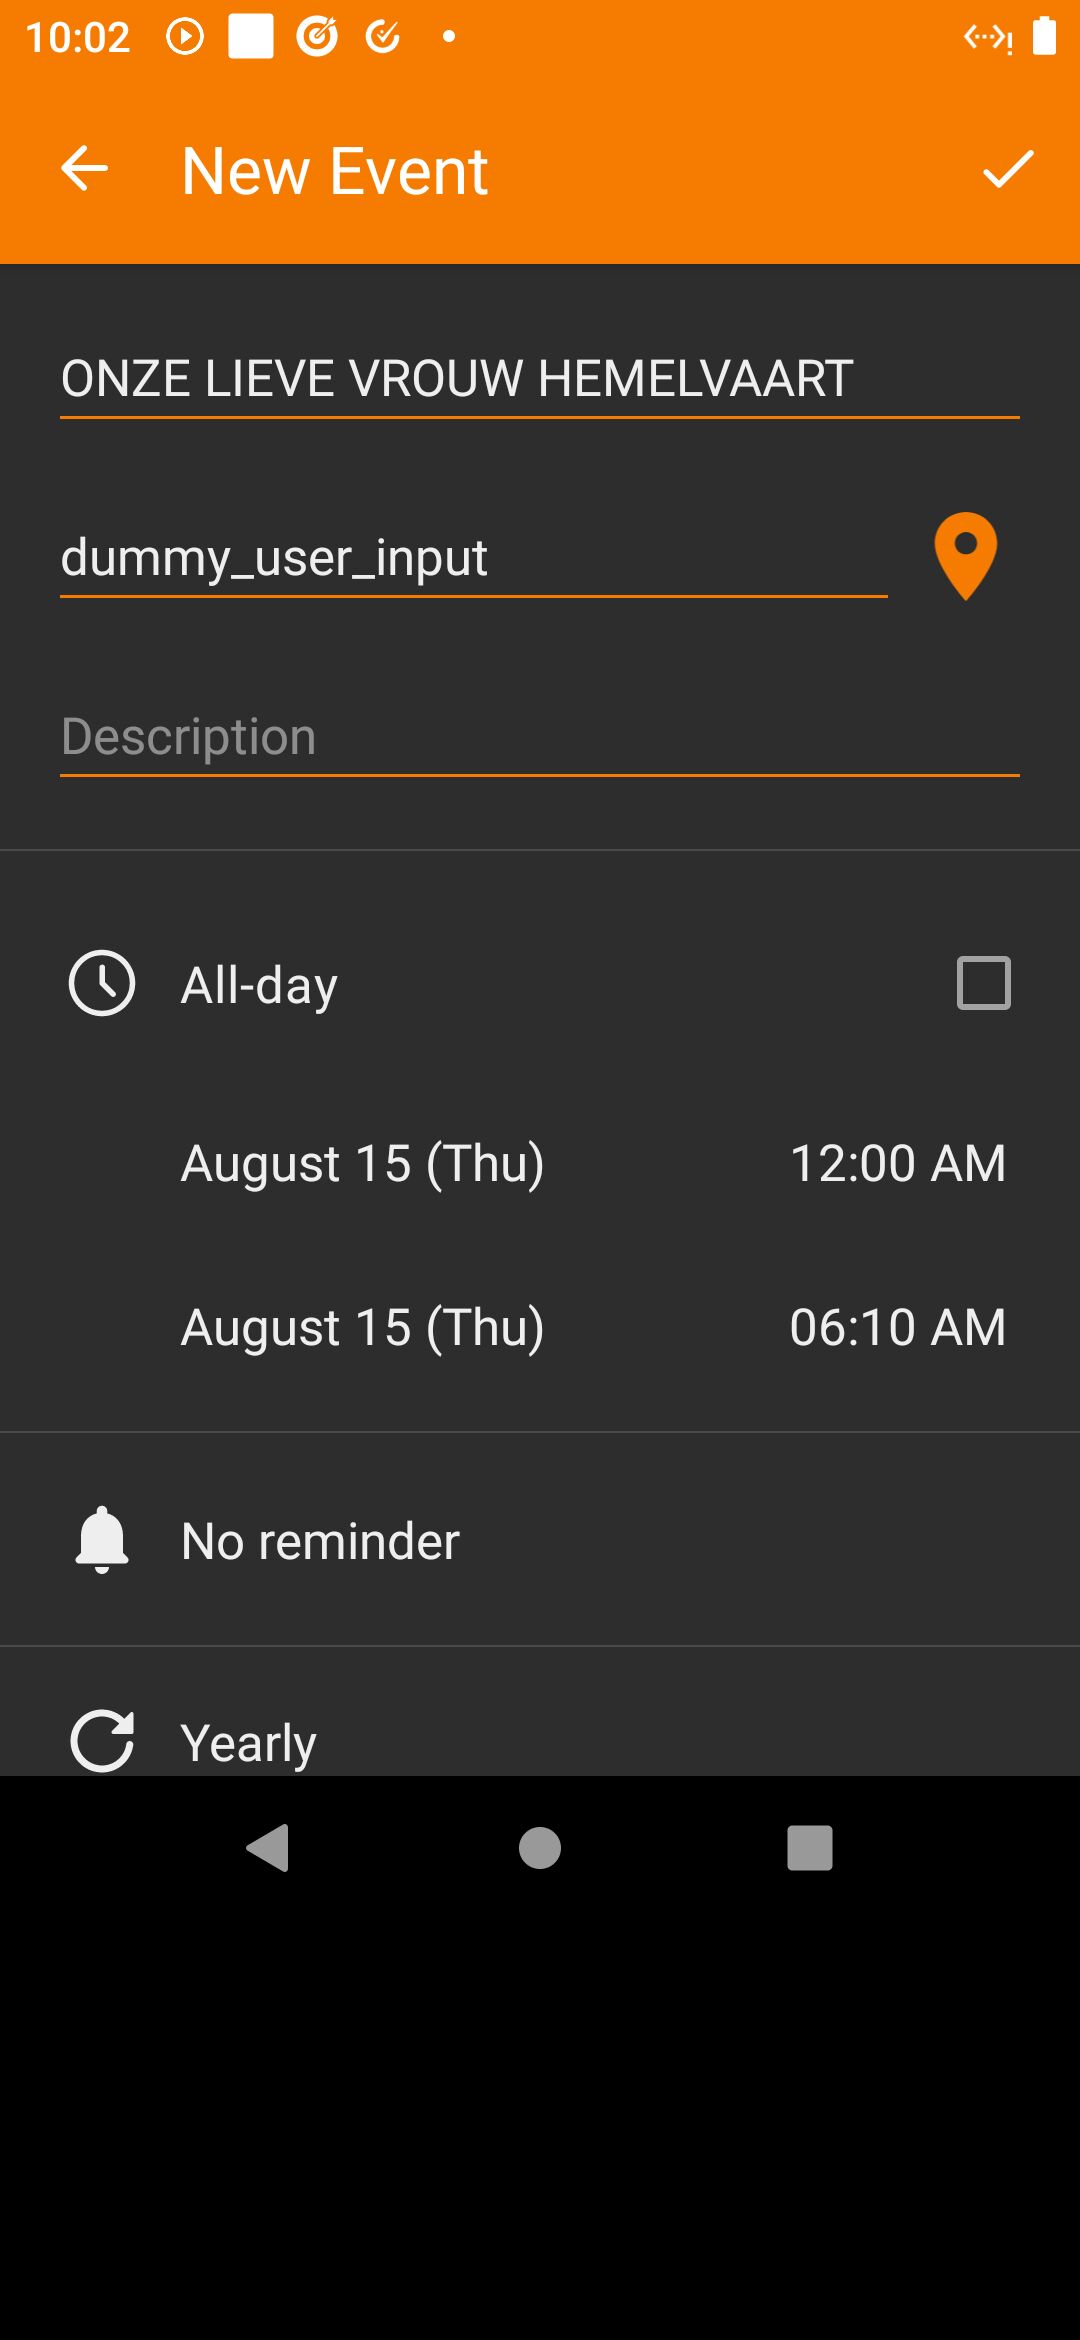 10:02
New Event
ONZE LIEVE VROUW HEMELVAART
dummy_user_input
Description
All-day
August 15 (Thu) 12:00 AM
August 15 (Thu) 06:10 AM
No reminder
Yearly